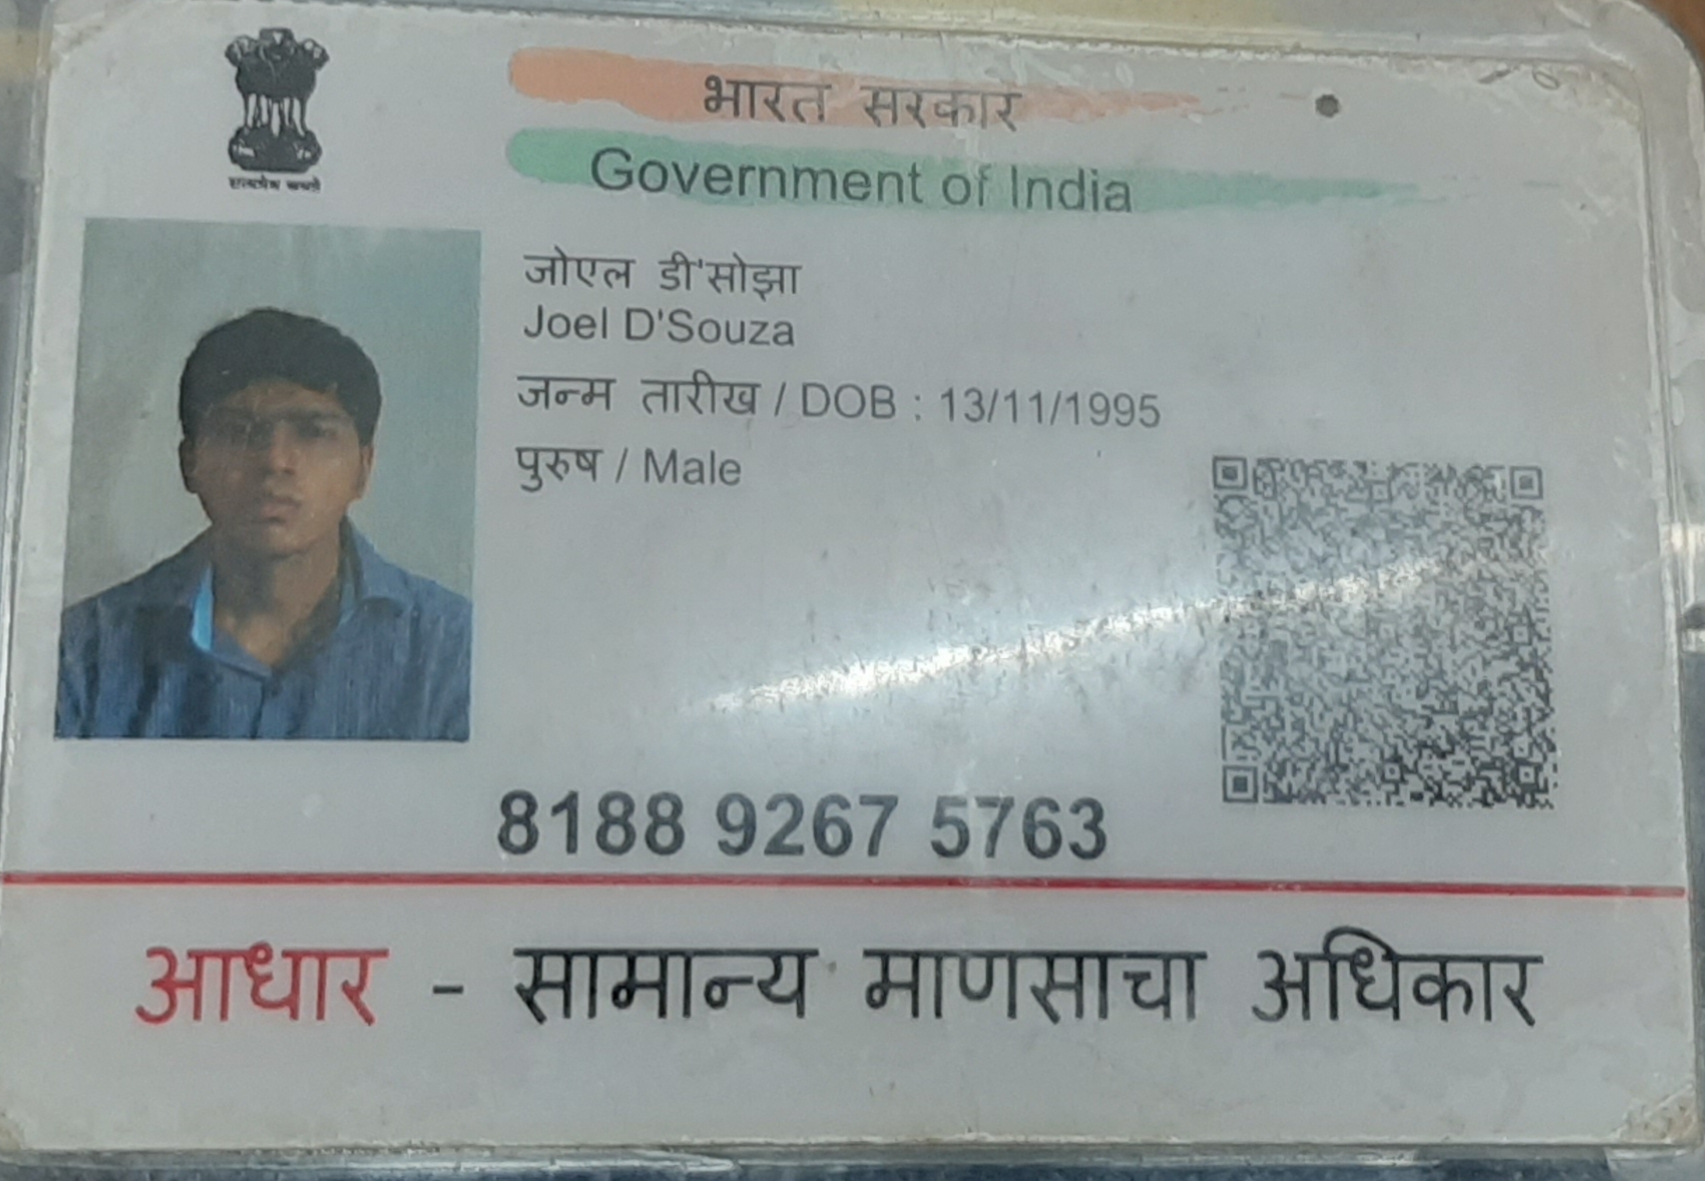 भारत सरकार
Government of India
जोएल डी'सोझा
Joel D'Souza
जन्म तारीख / DOB : 13/11/1995
पुरुष / Male
8188 9267 5763
आधार - सामान्य माणसाचा अधिकार